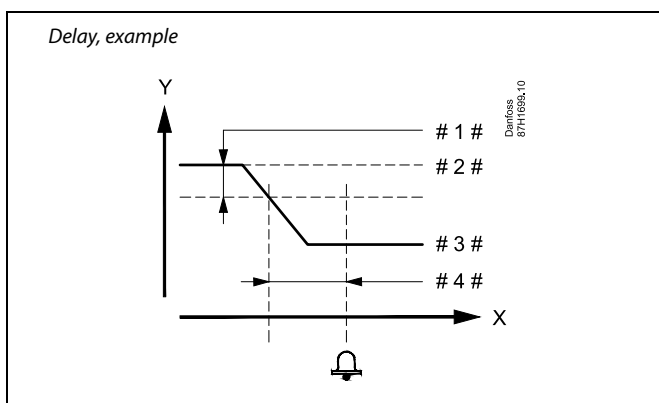 Delay, example
Y
# 1 #
# 2 #
# 3 #
# 4 #
X
Danfoss
87H1699.10